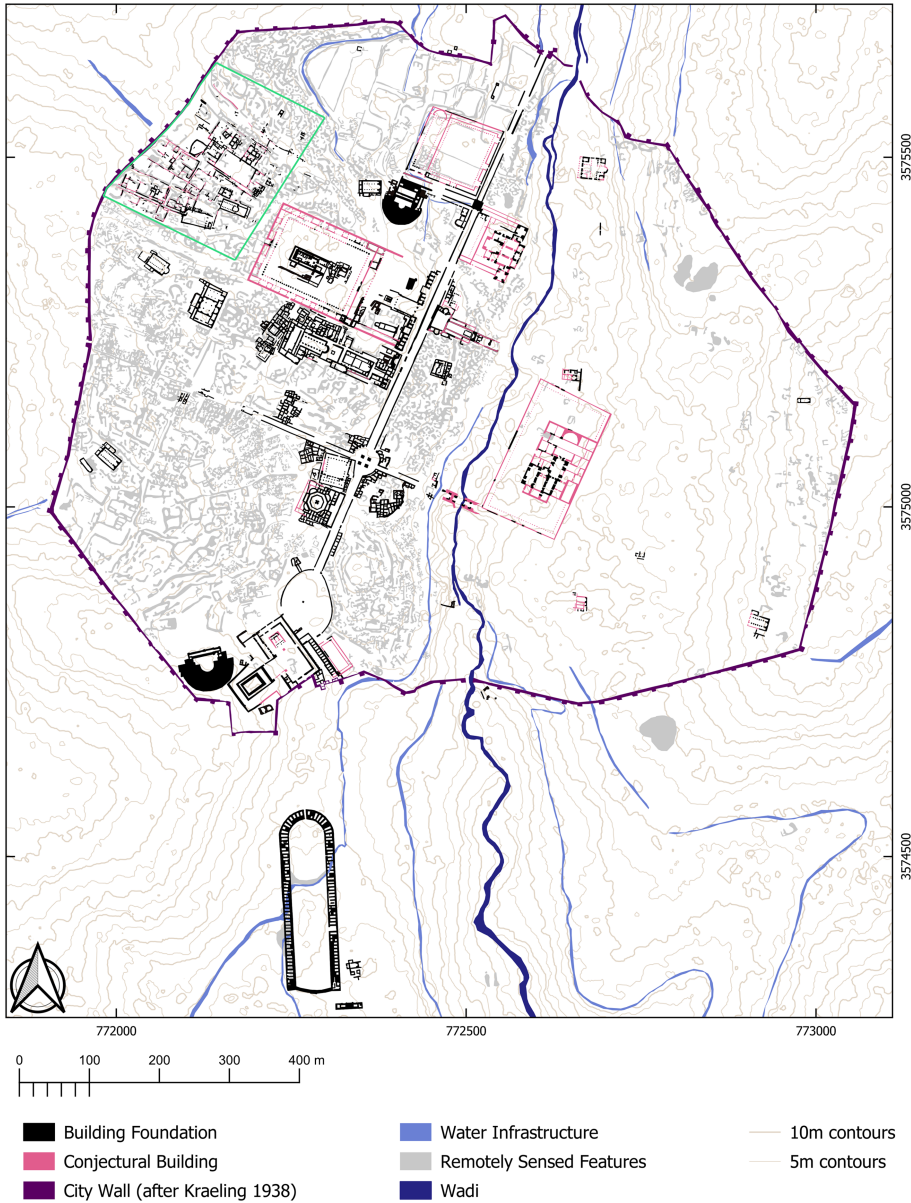 3575500
3575000
3574500
772000
772500
773000
0 100 200 300 400 m
Building Foundation
Conjectural Building
City Wall (after Kraeling 1938)
Water Infrastructure
Remotely Sensed Features
Wadi
10m contours
5m contours